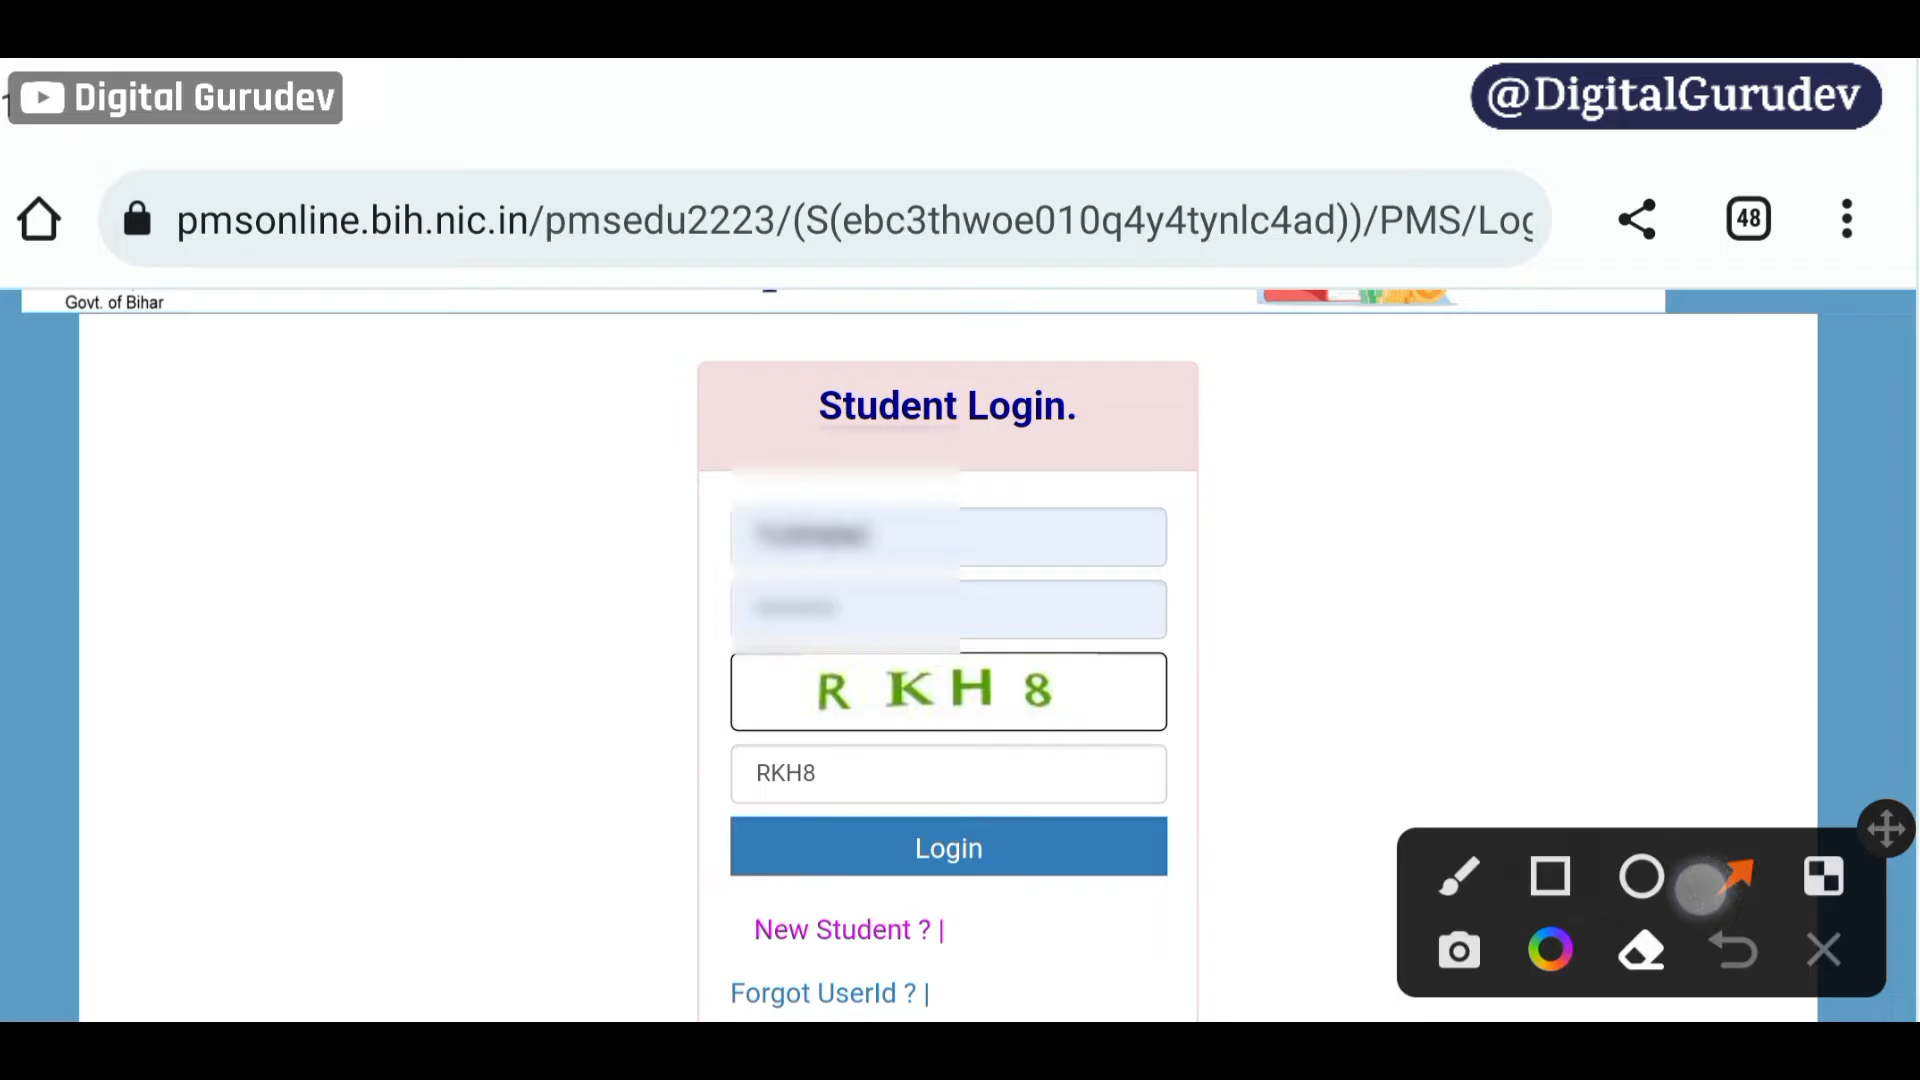 Digital Gurudev
@DigitalGurudev
pmsonline.bih.nic.in/pmsedu2223/(S(ebc3thwoe010q4y4tynlc4ad))/PMS/Log
48
Govt. of Bihar
Student Login.
R K H 8
RKH8
Login
New Student ? |
Forgot UserId ? |